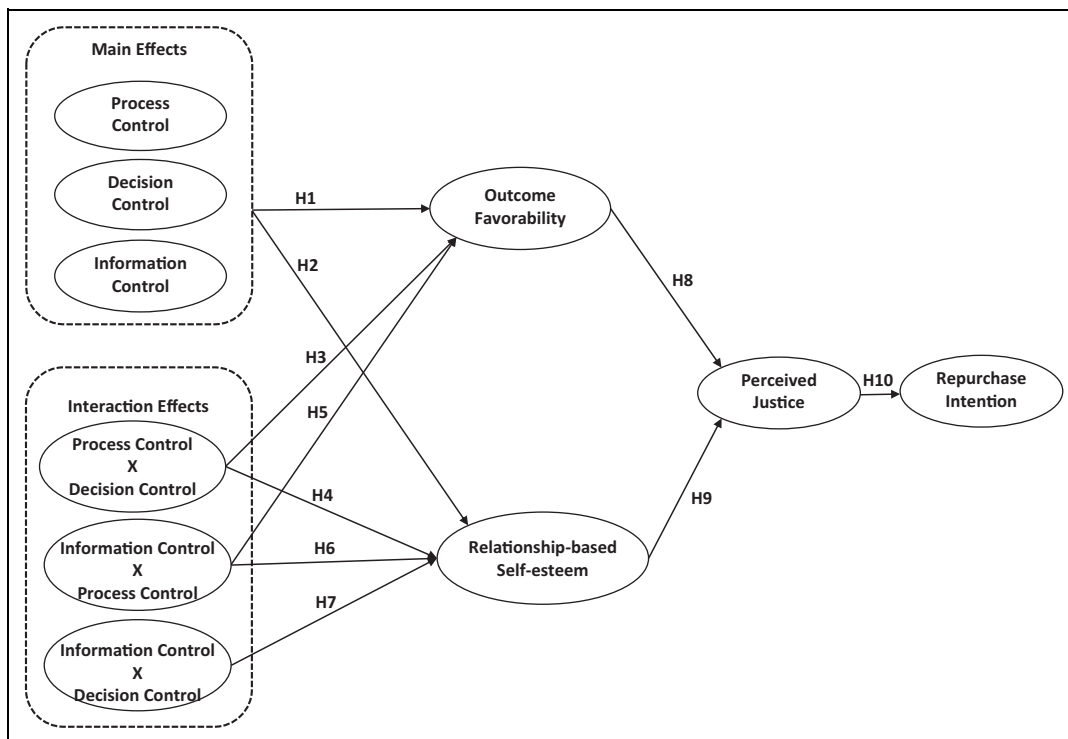 Main Effects
Process
Control
Decision
Control
Information
Control
H1
H2
Outcome
Favorability
H8
H3
H5
Interaction Effects
Process Control
X
Decision Control
H4
Information Control
X
Process Control
H6
H7
Information Control
X
Decision Control
Relationship-based
Self-esteem
H9
Perceived
Justice
H10
Repurchase
Intention